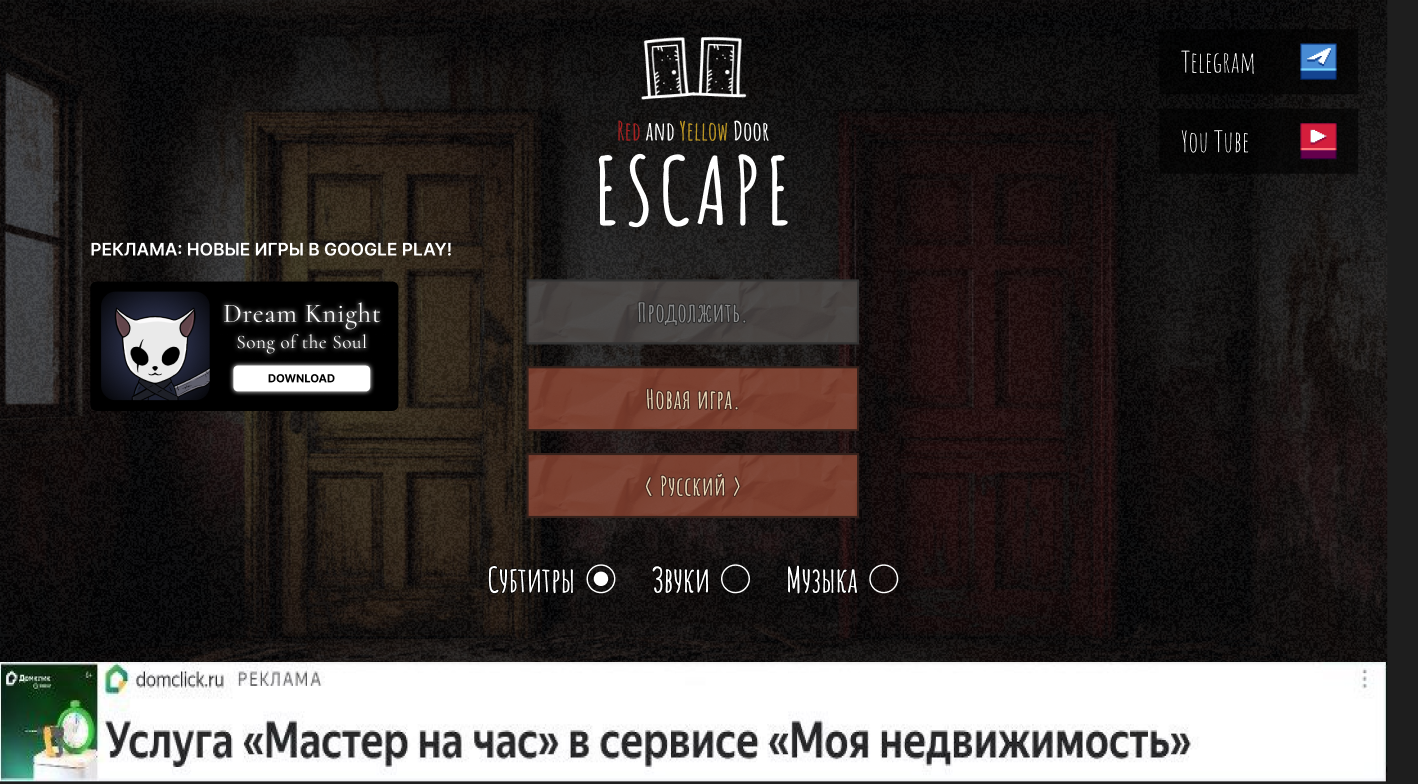 Telegram
You Tube
Red and Yellow Door
ESCAPE
РЕКЛАМА: НОВЫЕ ИГРЫ В GOOGLE PLAY!
Dream Knight
Song of the Soul
DOWNLOAD
Продолжить.
Новая игра.
< Русский >
Субтитры
Звуки
Музыка
Домклик
6+
domclick.ru РЕКЛАМА
Услуга «Мастер на час» в сервисе «Моя недвижимость»